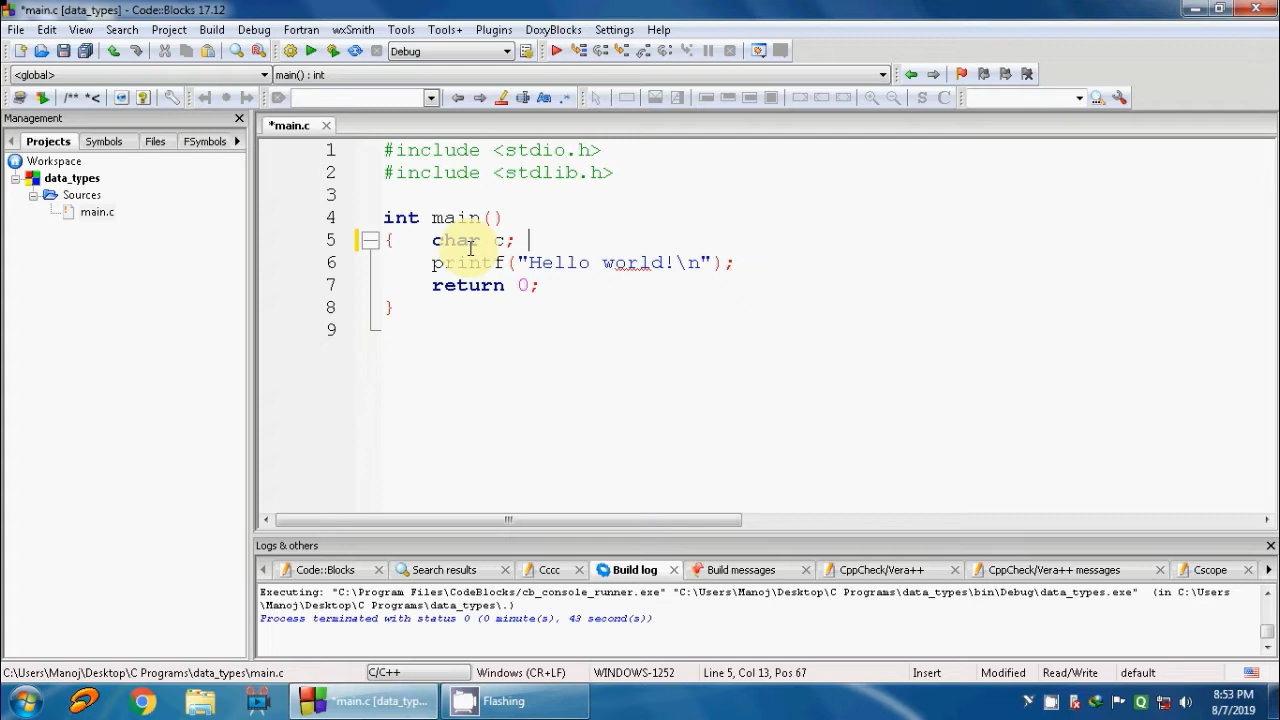 *main.c [data_types] - Code::Blocks 17.12
File Edit View Search Project Build Debug Fortran wxSmith Tools Tools+ Plugins DoxyBlocks Settings Help
Debug
<global> main() : int
/** *<
S C
Management
Projects Symbols Files FSymbols
Workspace
data_types
Sources
main.c
*main.c
1 #include <stdio.h>
2 #include <stdlib.h>
3
4 int main()
5 { char c;
6 printf("Hello world!\n");
7 return 0;
8 }
9
Logs & others
Code::Blocks Search results Cccc Build log Build messages CppCheck/Vera++ CppCheck/Vera++ messages Cscope
Executing: "C:\Program Files\CodeBlocks/cb_console_runner.exe" "C:\Users\Manoj\Desktop\C Programs\data_types\bin\Debug\data_types.exe" (in C:\Users
\Manoj\Desktop\C Programs\data_types\.)
Process terminated with status 0 (0 minute(s), 43 second(s))
C:\Users\Manoj\Desktop\C Programs\data_types\main.c C/C++ Windows (CR+LF) WINDOWS-1252 Line 5, Col 13, Pos 67 Insert Modified Read/Write default
*main.c [data_typ... Flashing
8:53 PM
8/7/2019